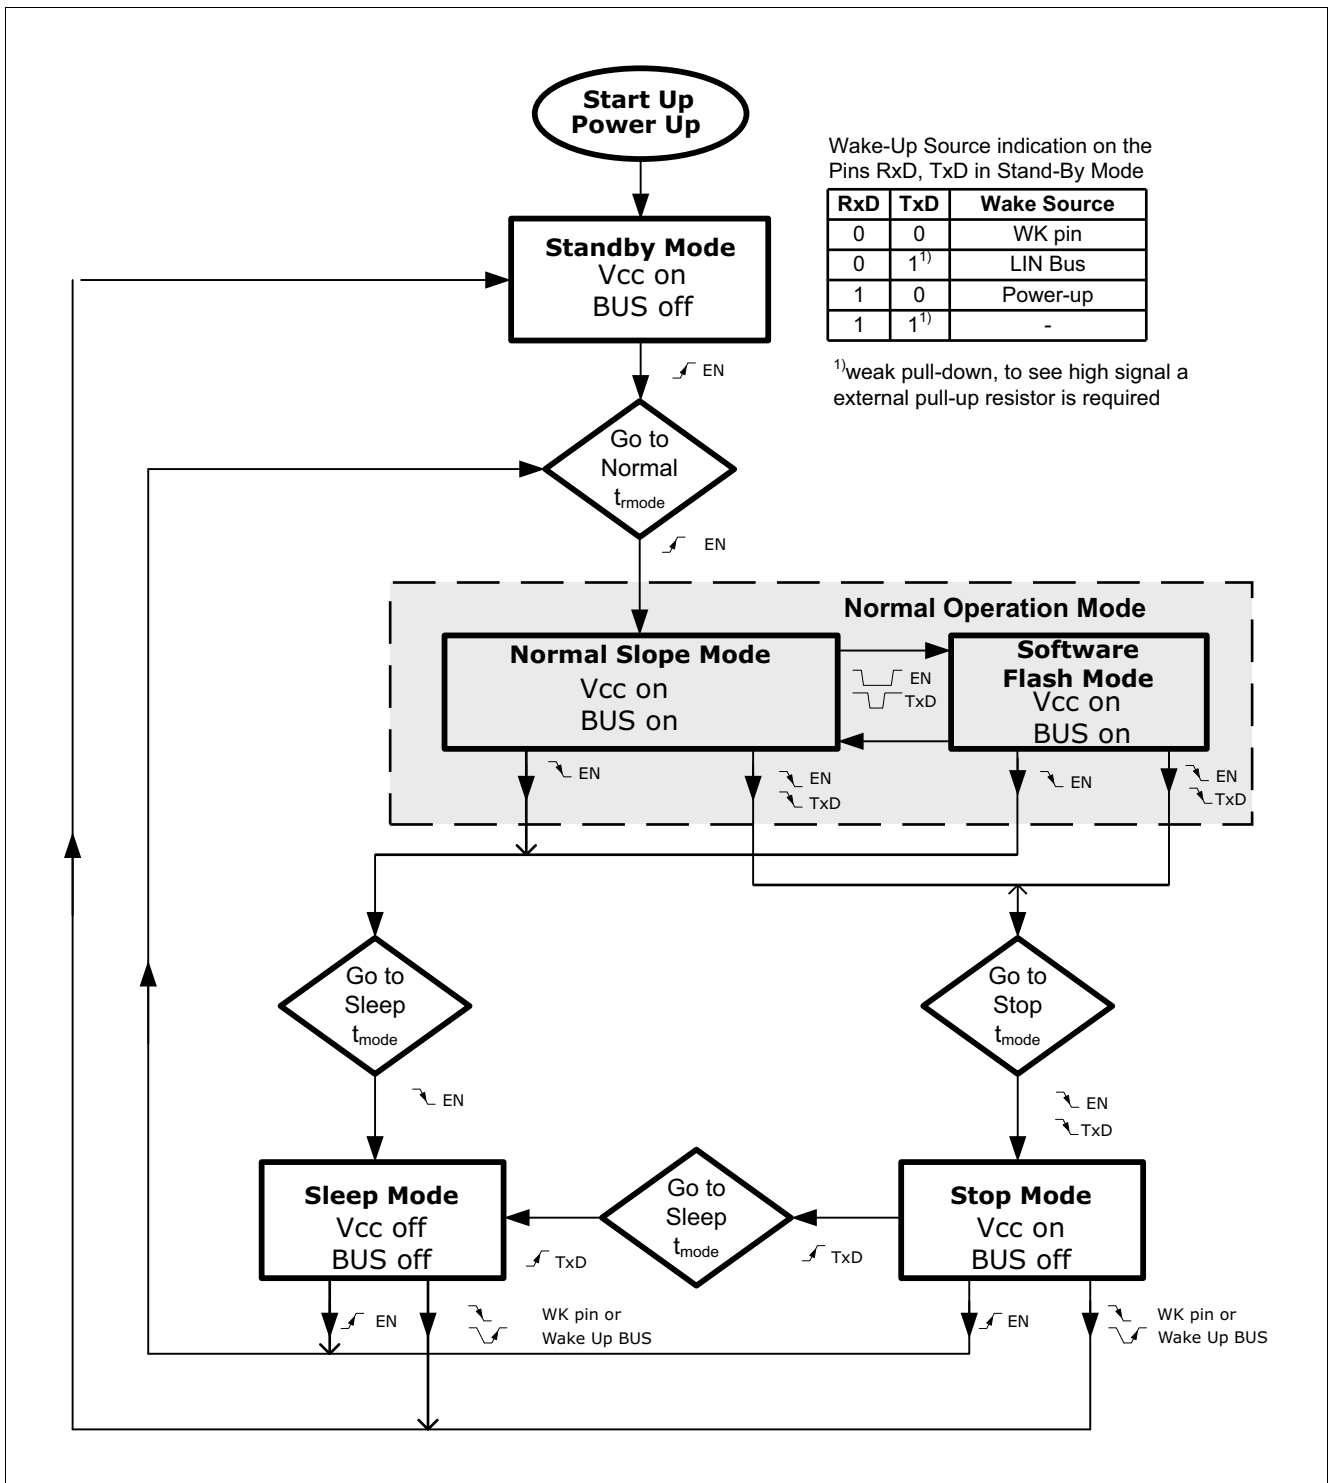 Start Up
Power Up
Wake-Up Source indication on the
Pins RxD, TxD in Stand-By Mode
RxD TxD Wake Source
0 0 WK pin
0 1¹⁾ LIN Bus
1 0 Power-up
1 1¹⁾ -
¹⁾weak pull-down, to see high signal a
external pull-up resistor is required
Standby Mode
Vcc on
BUS off
EN
Go to
Normal
trmode
EN
Normal Operation Mode
Normal Slope Mode
Vcc on
BUS on
EN
TxD
Software
Flash Mode
Vcc on
BUS on
EN
EN
TxD
EN
EN
TxD
Go to
Sleep
tmode
Go to
Stop
tmode
EN
EN
TxD
Sleep Mode
Vcc off
BUS off
Go to
Sleep
tmode
TxD
TxD
Stop Mode
Vcc on
BUS off
EN
WK pin or
Wake Up BUS
EN
WK pin or
Wake Up BUS